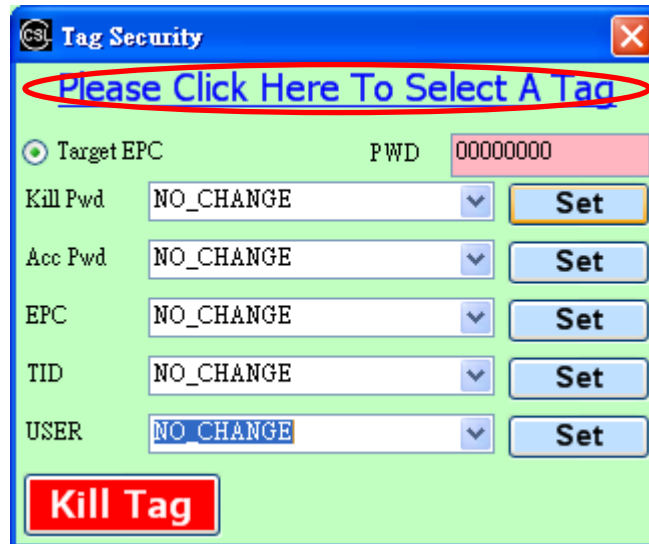 CSL Tag Security
Please Click Here To Select A Tag
Target EPC PWD 00000000
Kill Pwd NO_CHANGE Set
Acc Pwd NO_CHANGE Set
EPC NO_CHANGE Set
TID NO_CHANGE Set
USER NO_CHANGE Set
Kill Tag